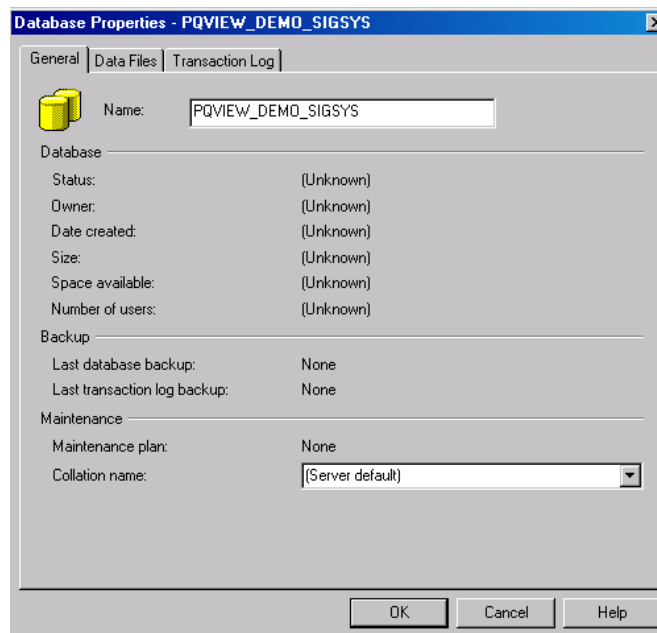 Database Properties - PQVIEW_DEMO_SIGSYS
General Data Files Transaction Log
Name: PQVIEW_DEMO_SIGSYS
Database
Status: (Unknown)
Owner: (Unknown)
Date created: (Unknown)
Size: (Unknown)
Space available: (Unknown)
Number of users: (Unknown)
Backup
Last database backup: None
Last transaction log backup: None
Maintenance
Maintenance plan: None
Collation name: (Server default)
OK Cancel Help